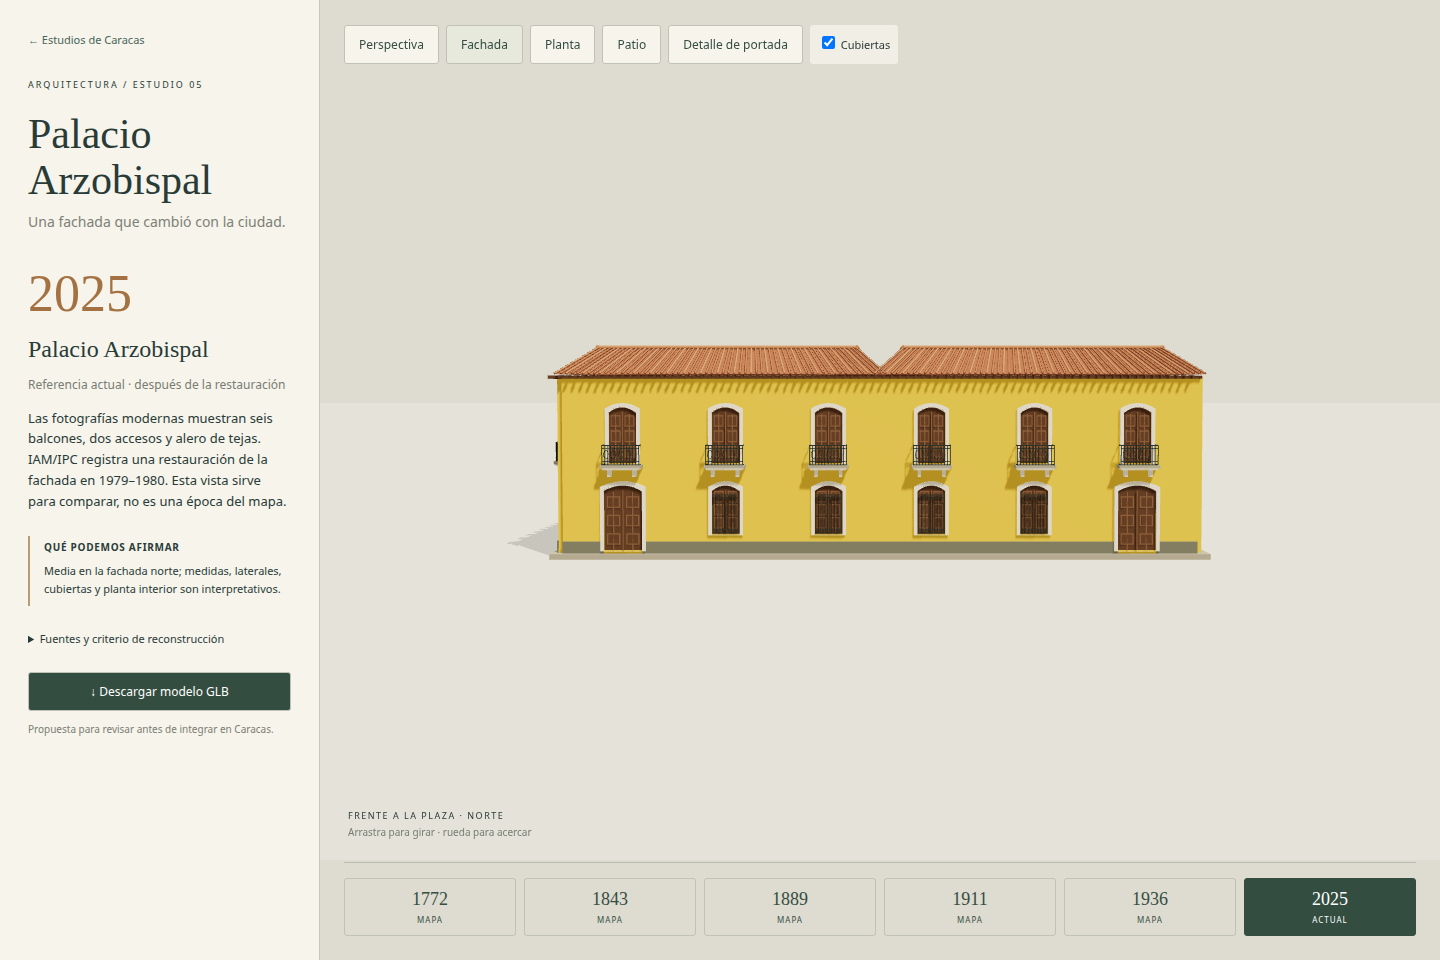 ← Estudios de Caracas
ARQUITECTURA / ESTUDIO 05
Palacio
Arzobispal
Una fachada que cambió con la ciudad.
2025
Palacio Arzobispal
Referencia actual · después de la restauración
Las fotografías modernas muestran seis
balcones, dos accesos y alero de tejas.
IAM/IPC registra una restauración de la
fachada en 1979–1980. Esta vista sirve
para comparar, no es una época del mapa.
QUÉ PODEMOS AFIRMAR
Media en la fachada norte; medidas, laterales,
cubiertas y planta interior son interpretativos.
▶ Fuentes y criterio de reconstrucción
↓ Descargar modelo GLB
Propuesta para revisar antes de integrar en Caracas.
Perspectiva
Fachada
Planta
Patio
Detalle de portada
Cubiertas
FRENTE A LA PLAZA · NORTE
Arrastra para girar · rueda para acercar
1772
MAPA
1843
MAPA
1889
MAPA
1911
MAPA
1936
MAPA
2025
ACTUAL